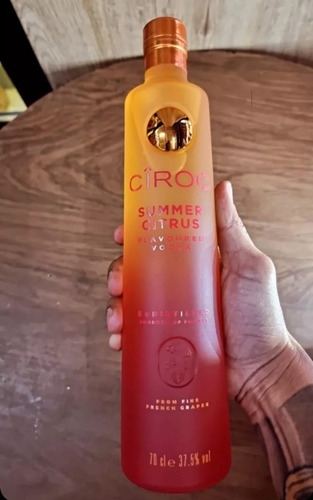 CÎROC
SUMMER
CITRUS
FLAVOURED
VODKA
FROM FINE
FRENCH GRAPES
70 cl e 37.5% vol